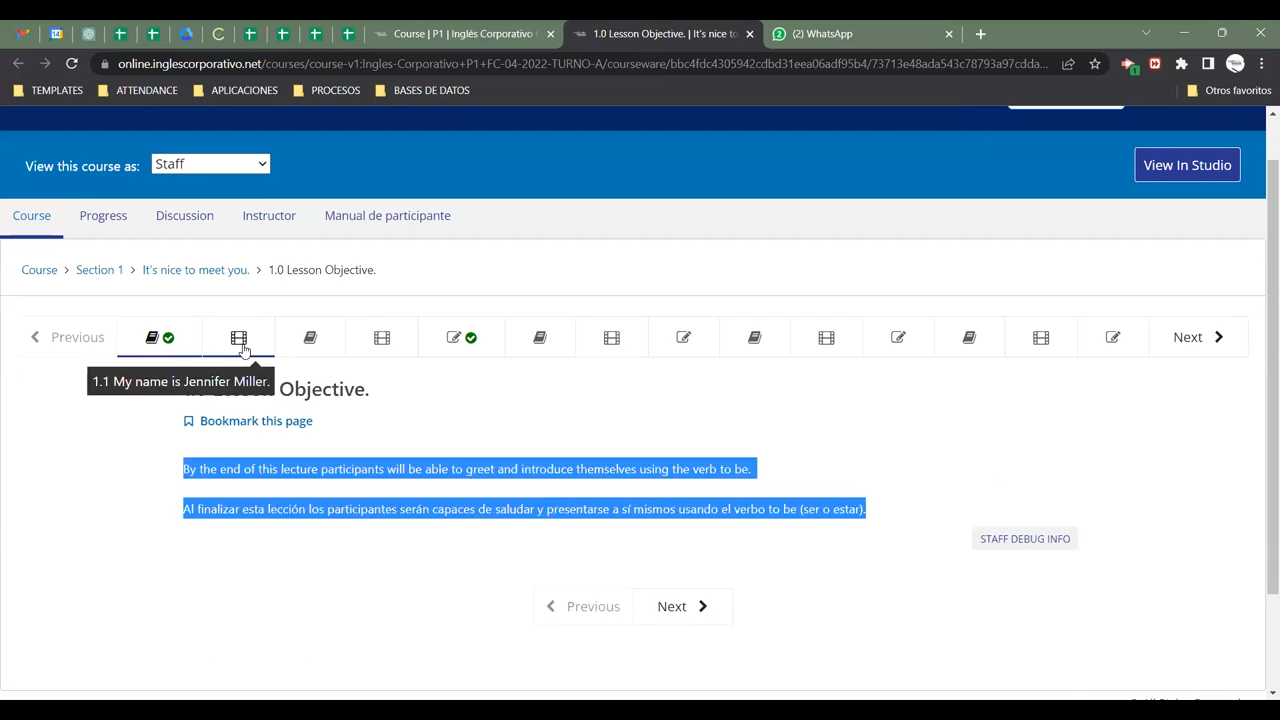 Course | P1 | Inglés Corporativo
1.0 Lesson Objective. | It's nice to
(2) WhatsApp
online.inglescorporativo.net/courses/course-v1:Ingles-Corporativo+P1+FC-04-2022-TURNO-A/courseware/bbc4fdc4305942cdbd31eea06adf95b4/73713e48ada543c78793a97cdda...
TEMPLATES
ATTENDANCE
APLICACIONES
PROCESOS
BASES DE DATOS
Otros favoritos
View this course as:
Staff
View In Studio
Course
Progress
Discussion
Instructor
Manual de participante
Course > Section 1 > It's nice to meet you. > 1.0 Lesson Objective.
Previous
Next
1.1 My name is Jennifer Miller.
Objective.
Bookmark this page
By the end of this lecture participants will be able to greet and introduce themselves using the verb to be.
Al finalizar esta lección los participantes serán capaces de saludar y presentarse a sí mismos usando el verbo to be (ser o estar).
STAFF DEBUG INFO
Previous
Next